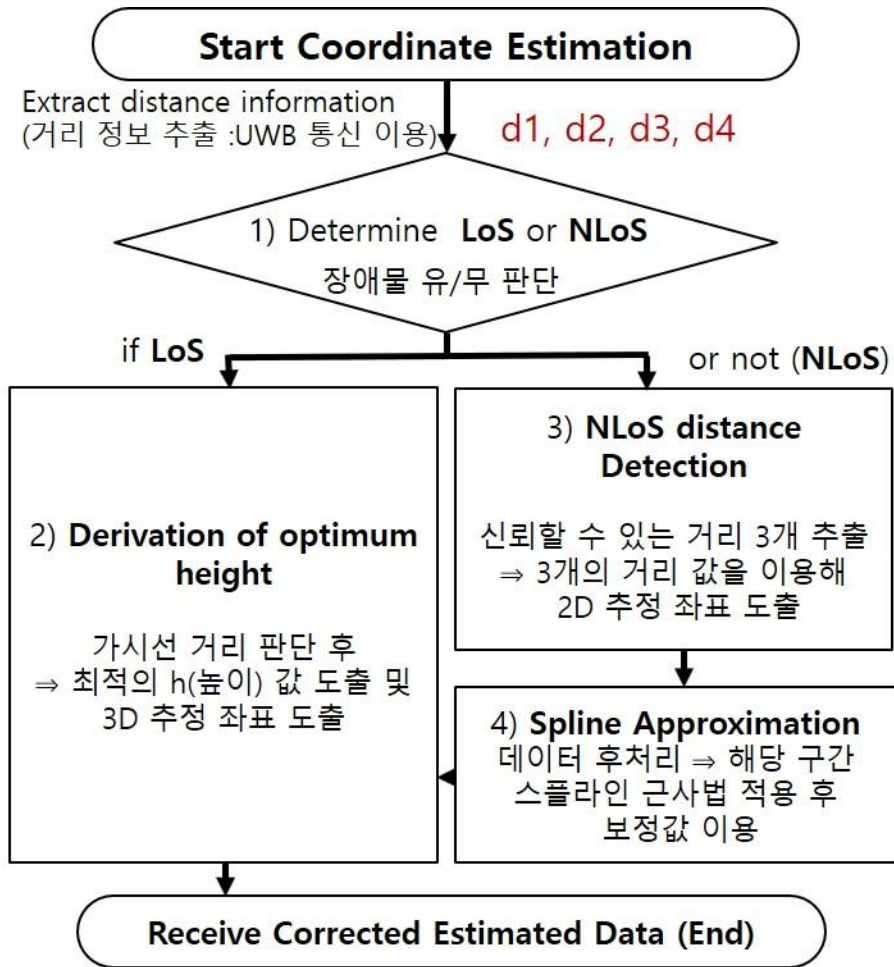 Start Coordinate Estimation
Extract distance information
(거리 정보 추출 :UWB 통신 이용)
d1, d2, d3, d4
1) Determine LoS or NLoS
장애물 유/무 판단
if LoS
or not (NLoS)
2) Derivation of optimum
height
가시선 거리 판단 후
⇒ 최적의 h(높이) 값 도출 및
3D 추정 좌표 도출
3) NLoS distance
Detection
신뢰할 수 있는 거리 3개 추출
⇒ 3개의 거리 값을 이용해
2D 추정 좌표 도출
4) Spline Approximation
데이터 후처리 ⇒ 해당 구간
스플라인 근사법 적용 후
보정값 이용
Receive Corrected Estimated Data (End)